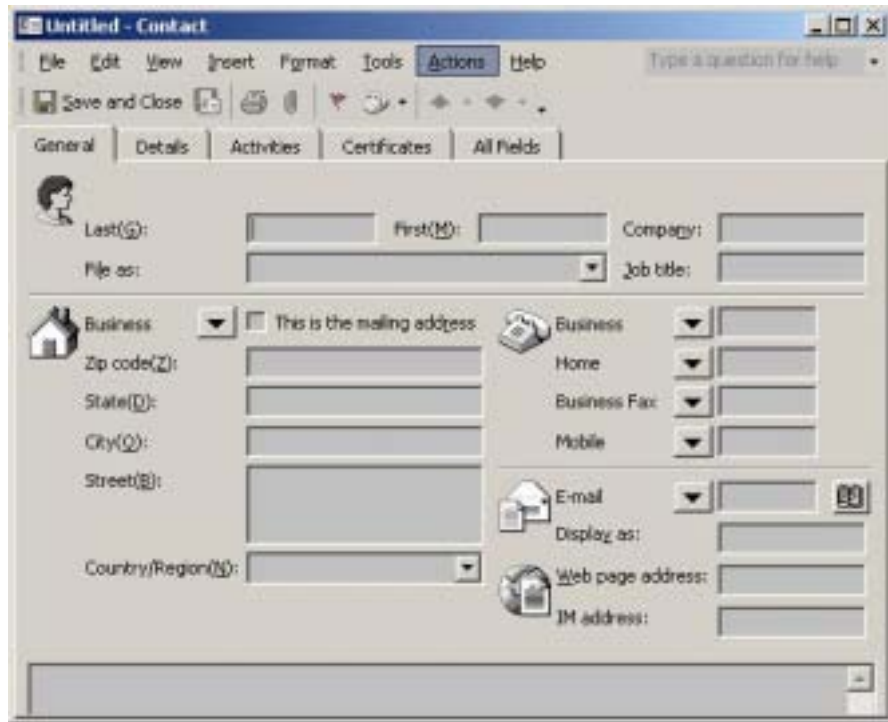 Untitled - Contact
File Edit View Insert Format Tools Actions Help Type a question for help
Save and Close
General Details Activities Certificates All Fields
Last(G): First(M): Company:
File as: Job title:
Business This is the mailing address Business
Zip code(Z): Home
State(D): Business Fax
City(O): Mobile
Street(B): E-mail
Display as:
Country/Region(N): Web page address:
IM address: